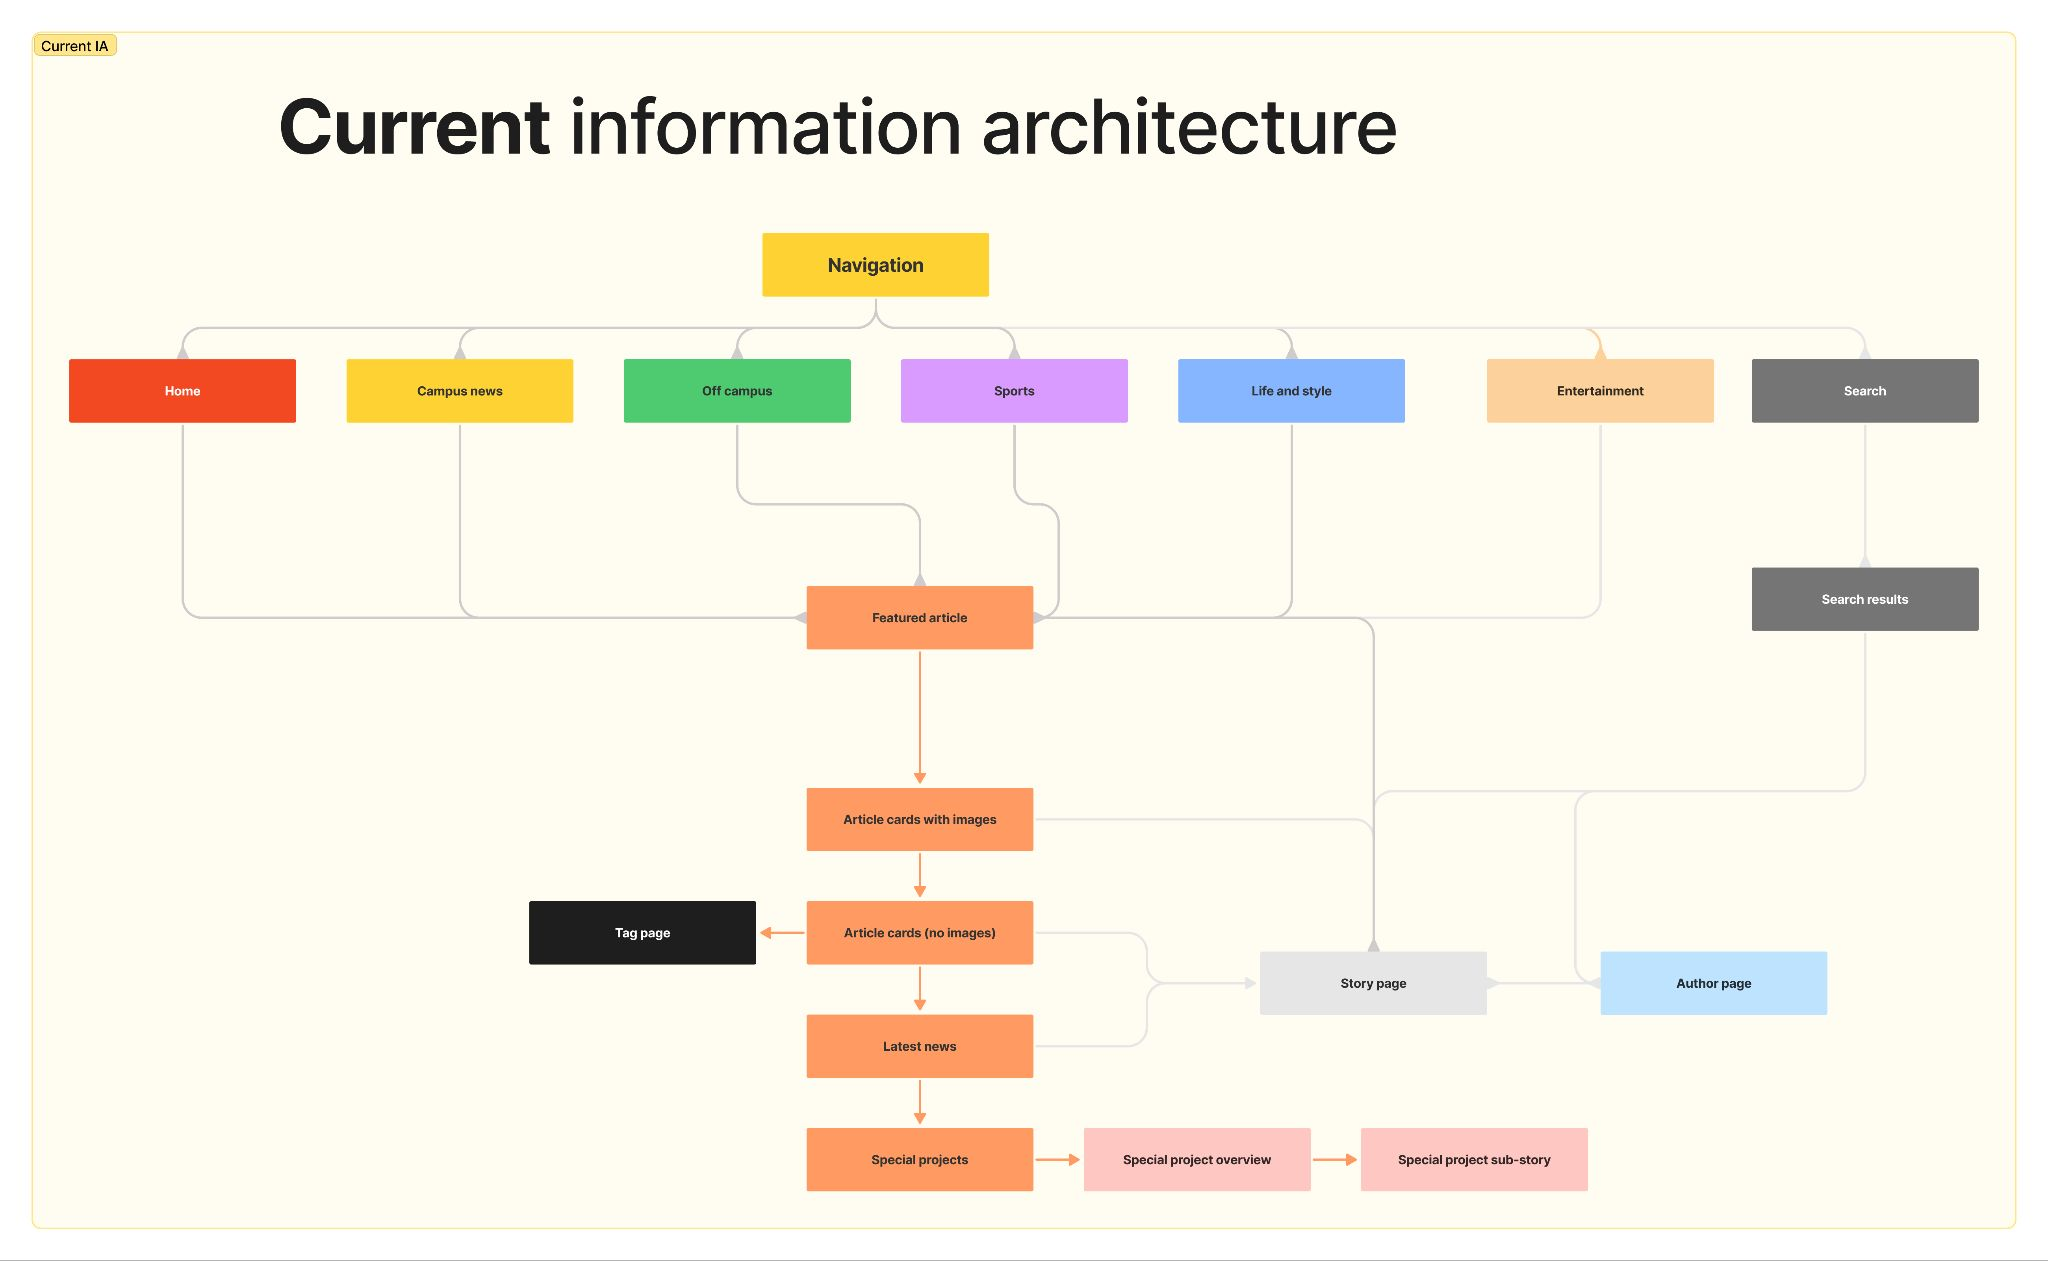 Current IA
Current information architecture
Navigation
Home
Campus news
Off campus
Sports
Life and style
Entertainment
Search
Featured article
Search results
Article cards with images
Tag page
Article cards (no images)
Story page
Author page
Latest news
Special projects
Special project overview
Special project sub-story